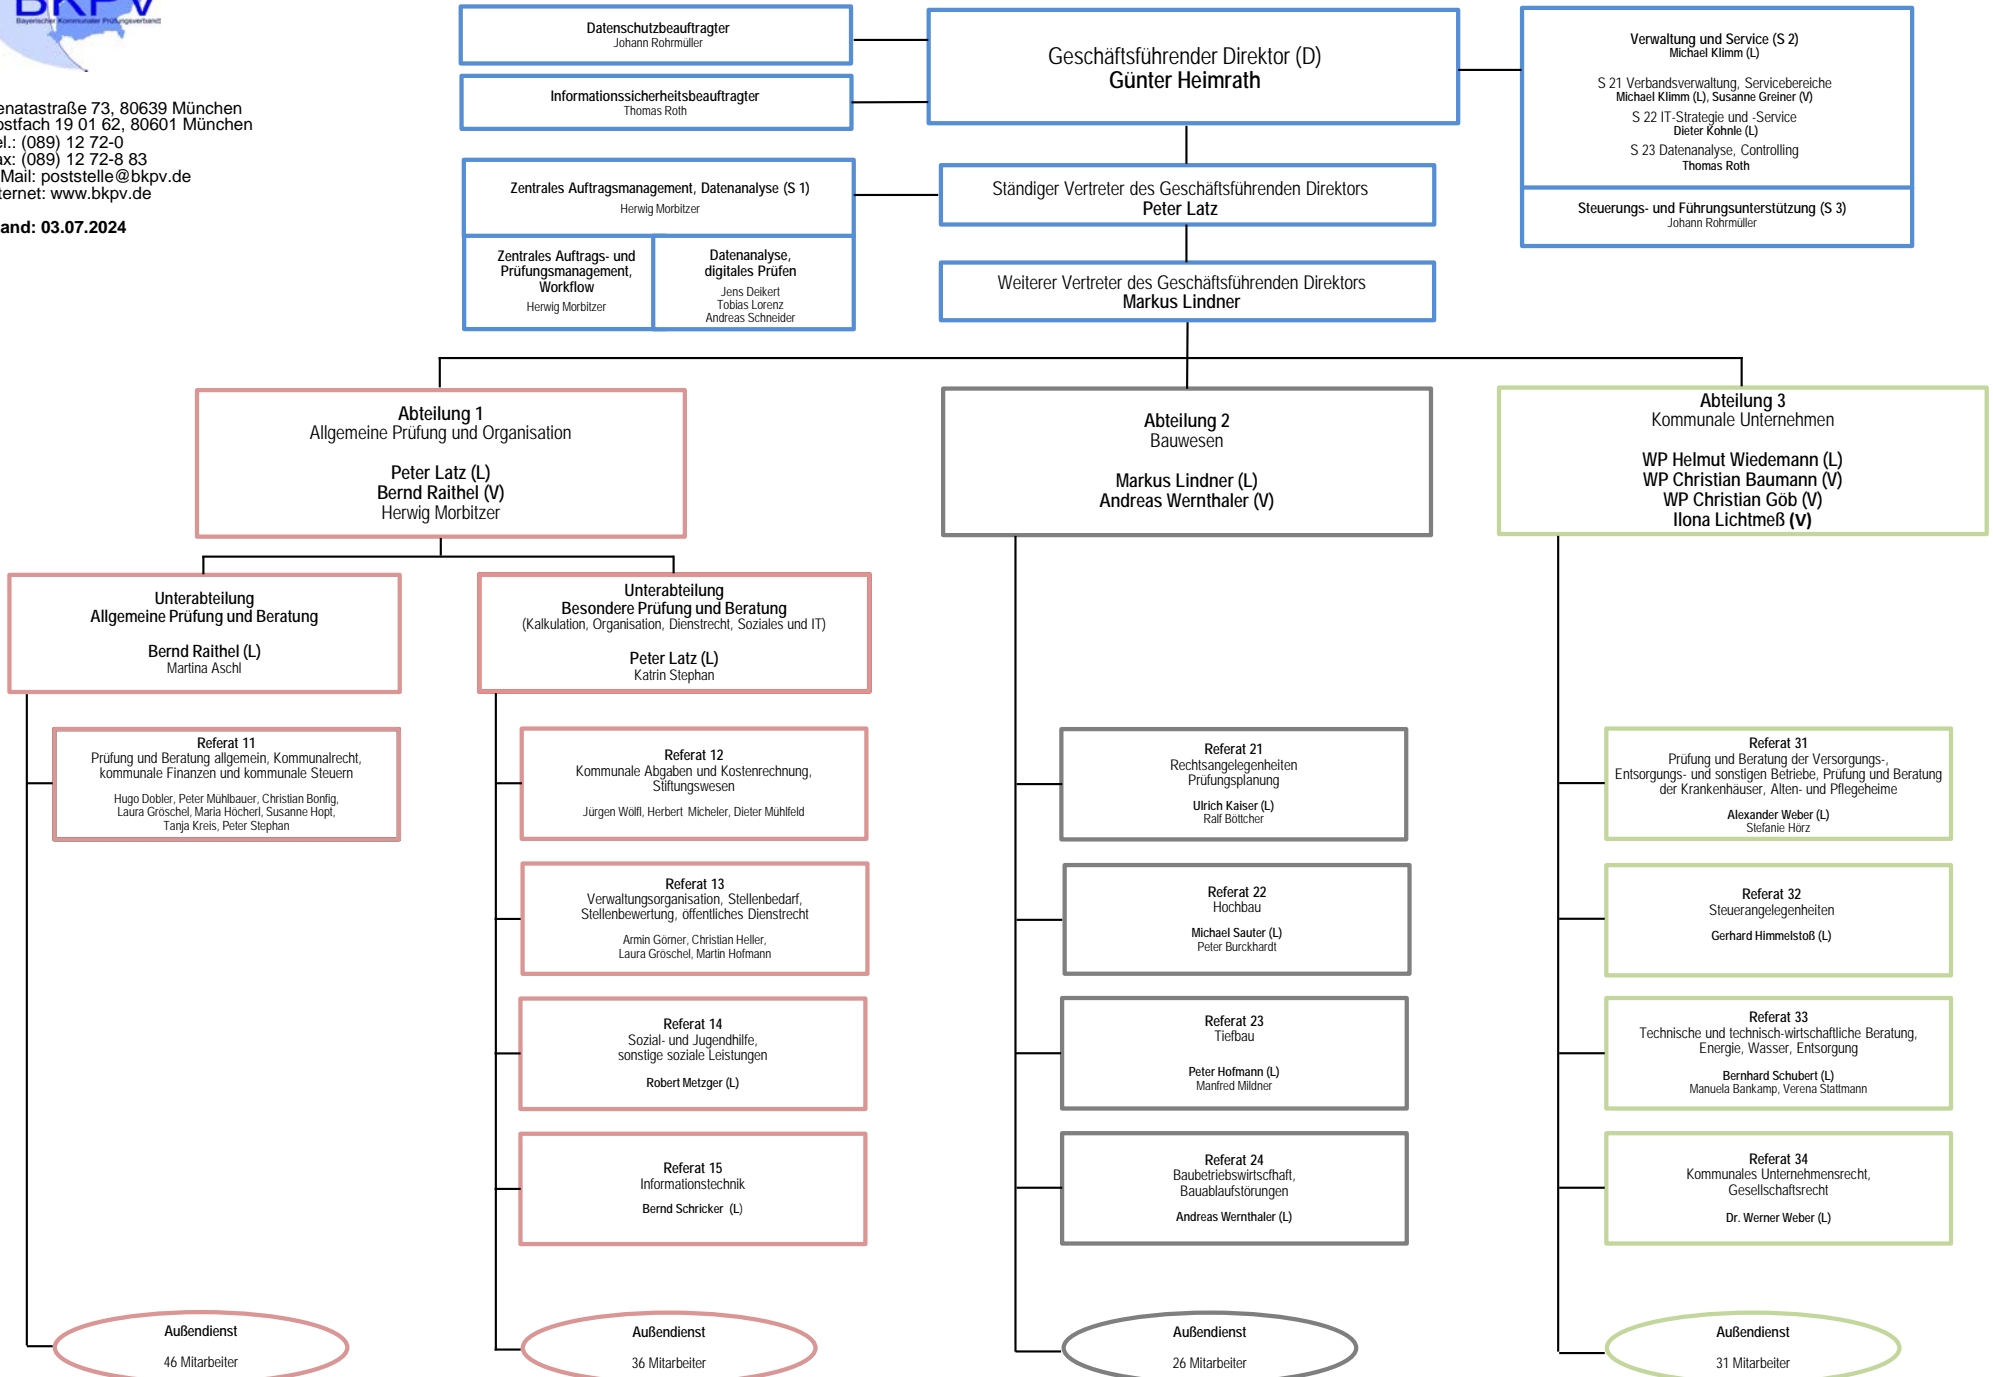 BKPV
Bayerischer Kommunaler Prüfungsverband
enatastraße 73, 80639 München
ostfach 19 01 62, 80601 München
el.: (089) 12 72-0
ax: (089) 12 72-8 83
Mail: poststelle@bkpv.de
ternet: www.bkpv.de
and: 03.07.2024
Datenschutzbeauftragter
Johann Rohrmüller
Informationssicherheitsbeauftragter
Thomas Roth
Geschäftsführender Direktor (D)
Günter Heimrath
Verwaltung und Service (S 2)
Michael Klimm (L)
S 21 Verbandsverwaltung, Servicebereiche
Michael Klimm (L), Susanne Greiner (V)
S 22 IT-Strategie und -Service
Dieter Kohnle (L)
S 23 Datenanalyse, Controlling
Thomas Roth
Steuerungs- und Führungsunterstützung (S 3)
Johann Rohrmüller
Zentrales Auftragsmanagement, Datenanalyse (S 1)
Herwig Morbitzer
Zentrales Auftrags- und
Prüfungsmanagement,
Workflow
Herwig Morbitzer
Datenanalyse,
digitales Prüfen
Jens Deikert
Tobias Lorenz
Andreas Schneider
Ständiger Vertreter des Geschäftsführenden Direktors
Peter Latz
Weiterer Vertreter des Geschäftsführenden Direktors
Markus Lindner
Abteilung 1
Allgemeine Prüfung und Organisation
Peter Latz (L)
Bernd Raithel (V)
Herwig Morbitzer
Abteilung 2
Bauwesen
Markus Lindner (L)
Andreas Wernthaler (V)
Abteilung 3
Kommunale Unternehmen
WP Helmut Wiedemann (L)
WP Christian Baumann (V)
WP Christian Göb (V)
Ilona Lichtmeß (V)
Unterabteilung
Allgemeine Prüfung und Beratung
Bernd Raithel (L)
Martina Aschl
Unterabteilung
Besondere Prüfung und Beratung
(Kalkulation, Organisation, Dienstrecht, Soziales und IT)
Peter Latz (L)
Katrin Stephan
Referat 11
Prüfung und Beratung allgemein, Kommunalrecht,
kommunale Finanzen und kommunale Steuern
Hugo Dobler, Peter Mühlbauer, Christian Bonfig,
Laura Gröschel, Maria Höcherl, Susanne Hopt,
Tanja Kreis, Peter Stephan
Referat 12
Kommunale Abgaben und Kostenrechnung,
Stiftungswesen
Jürgen Wölfl, Herbert Micheler, Dieter Mühlfeld
Referat 13
Verwaltungsorganisation, Stellenbedarf,
Stellenbewertung, öffentliches Dienstrecht
Armin Görner, Christian Heller,
Laura Gröschel, Martin Hofmann
Referat 14
Sozial- und Jugendhilfe,
sonstige soziale Leistungen
Robert Metzger (L)
Referat 15
Informationstechnik
Bernd Schricker (L)
Referat 21
Rechtsangelegenheiten
Prüfungsplanung
Ulrich Kaiser (L)
Ralf Böttcher
Referat 22
Hochbau
Michael Sauter (L)
Peter Burckhardt
Referat 23
Tiefbau
Peter Hofmann (L)
Manfred Mildner
Referat 24
Baubetriebswirtscfhaft,
Bauablaufstörungen
Andreas Wernthaler (L)
Referat 31
Prüfung und Beratung der Versorgungs-,
Entsorgungs- und sonstigen Betriebe, Prüfung und Beratung
der Krankenhäuser, Alten- und Pflegeheime
Alexander Weber (L)
Stefanie Hörz
Referat 32
Steuerangelegenheiten
Gerhard Himmelstoß (L)
Referat 33
Technische und technisch-wirtschaftliche Beratung,
Energie, Wasser, Entsorgung
Bernhard Schubert (L)
Manuela Bankamp, Verena Stattmann
Referat 34
Kommunales Unternehmensrecht,
Gesellschaftsrecht
Dr. Werner Weber (L)
Außendienst
46 Mitarbeiter
Außendienst
36 Mitarbeiter
Außendienst
26 Mitarbeiter
Außendienst
31 Mitarbeiter